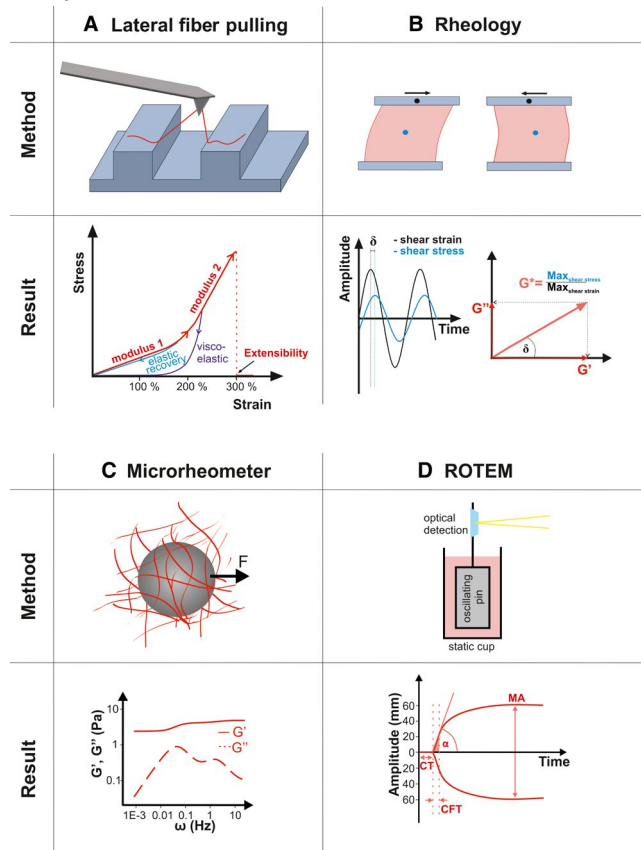 A Lateral fiber pulling
B Rheology
Method
Result
Stress
modulus 1
modulus 2
elastic
recovery
visco-
elastic
Extensibility
100 %
200 %
300 %
Strain
Amplitude
δ
- shear strain
- shear stress
Time
G*= Max shear stress
Max shear strain
G''
δ
G'
C Microrheometer
D ROTEM
Method
F
optical
detection
oscillating
pin
static cup
Result
G', G'' (Pa
10
1
0.1
G'
G''
1E-3
0.01
0.1
1
10
ω (Hz)
Amplitude (mm)
60
40
20
0
20
40
60
MA
α
CT
CFT
Time